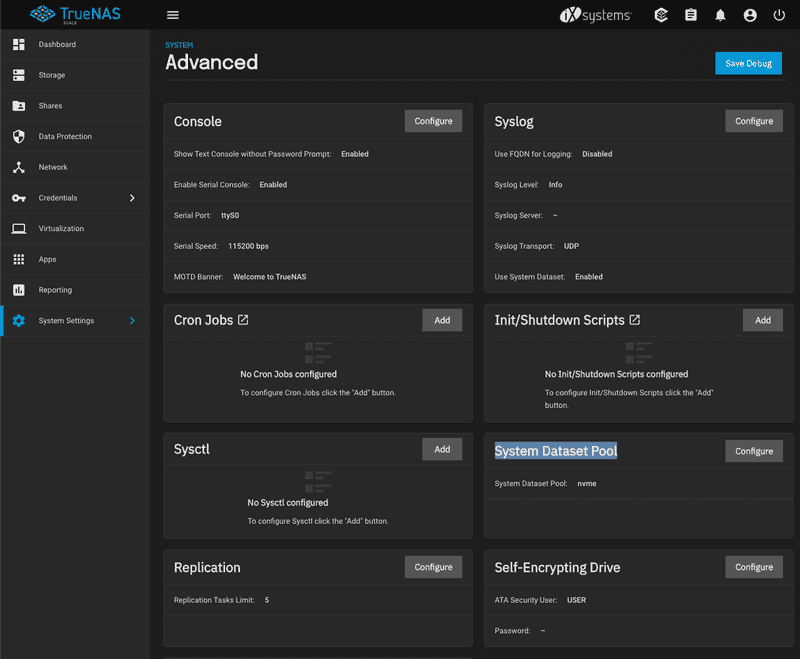 TrueNAS
SCALE
iXsystems
Dashboard
Storage
Shares
Data Protection
Network
Credentials
Virtualization
Apps
Reporting
System Settings
SYSTEM
Advanced
Save Debug
Console
Configure
Show Text Console without Password Prompt: Enabled
Enable Serial Console: Enabled
Serial Port: ttyS0
Serial Speed: 115200 bps
MOTD Banner: Welcome to TrueNAS
Syslog
Configure
Use FQDN for Logging: Disabled
Syslog Level: Info
Syslog Server: –
Syslog Transport: UDP
Use System Dataset: Enabled
Cron Jobs
Add
No Cron Jobs configured
To configure Cron Jobs click the "Add" button.
Init/Shutdown Scripts
Add
No Init/Shutdown Scripts configured
To configure Init/Shutdown Scripts click the "Add"
button.
Sysctl
Add
No Sysctl configured
To configure Sysctl click the "Add" button.
System Dataset Pool
Configure
System Dataset Pool: nvme
Replication
Configure
Replication Tasks Limit: 5
Self-Encrypting Drive
Configure
ATA Security User: USER
Password: –